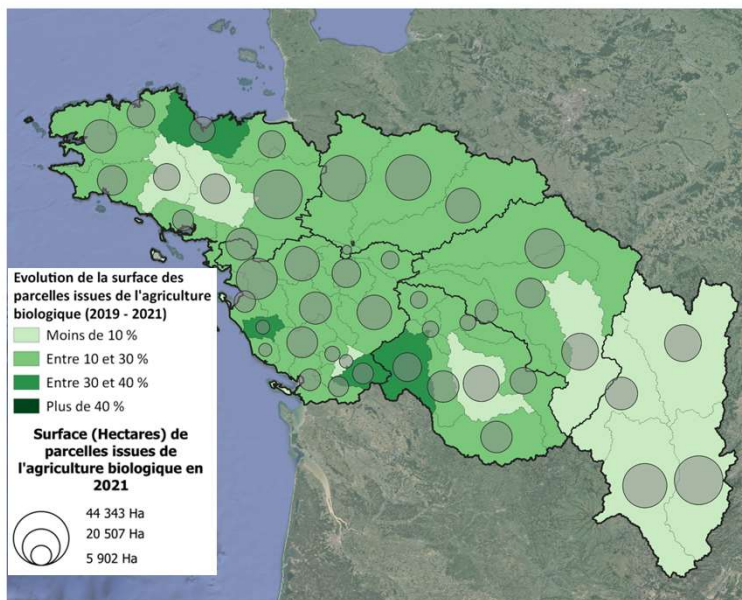 Evolution de la surface des
parcelles issues de l'agriculture
biologique (2019 - 2021)
Moins de 10 %
Entre 10 et 30 %
Entre 30 et 40 %
Plus de 40 %
Surface (Hectares) de
parcelles issues de
l'agriculture biologique en
2021
44 343 Ha
20 507 Ha
5 902 Ha